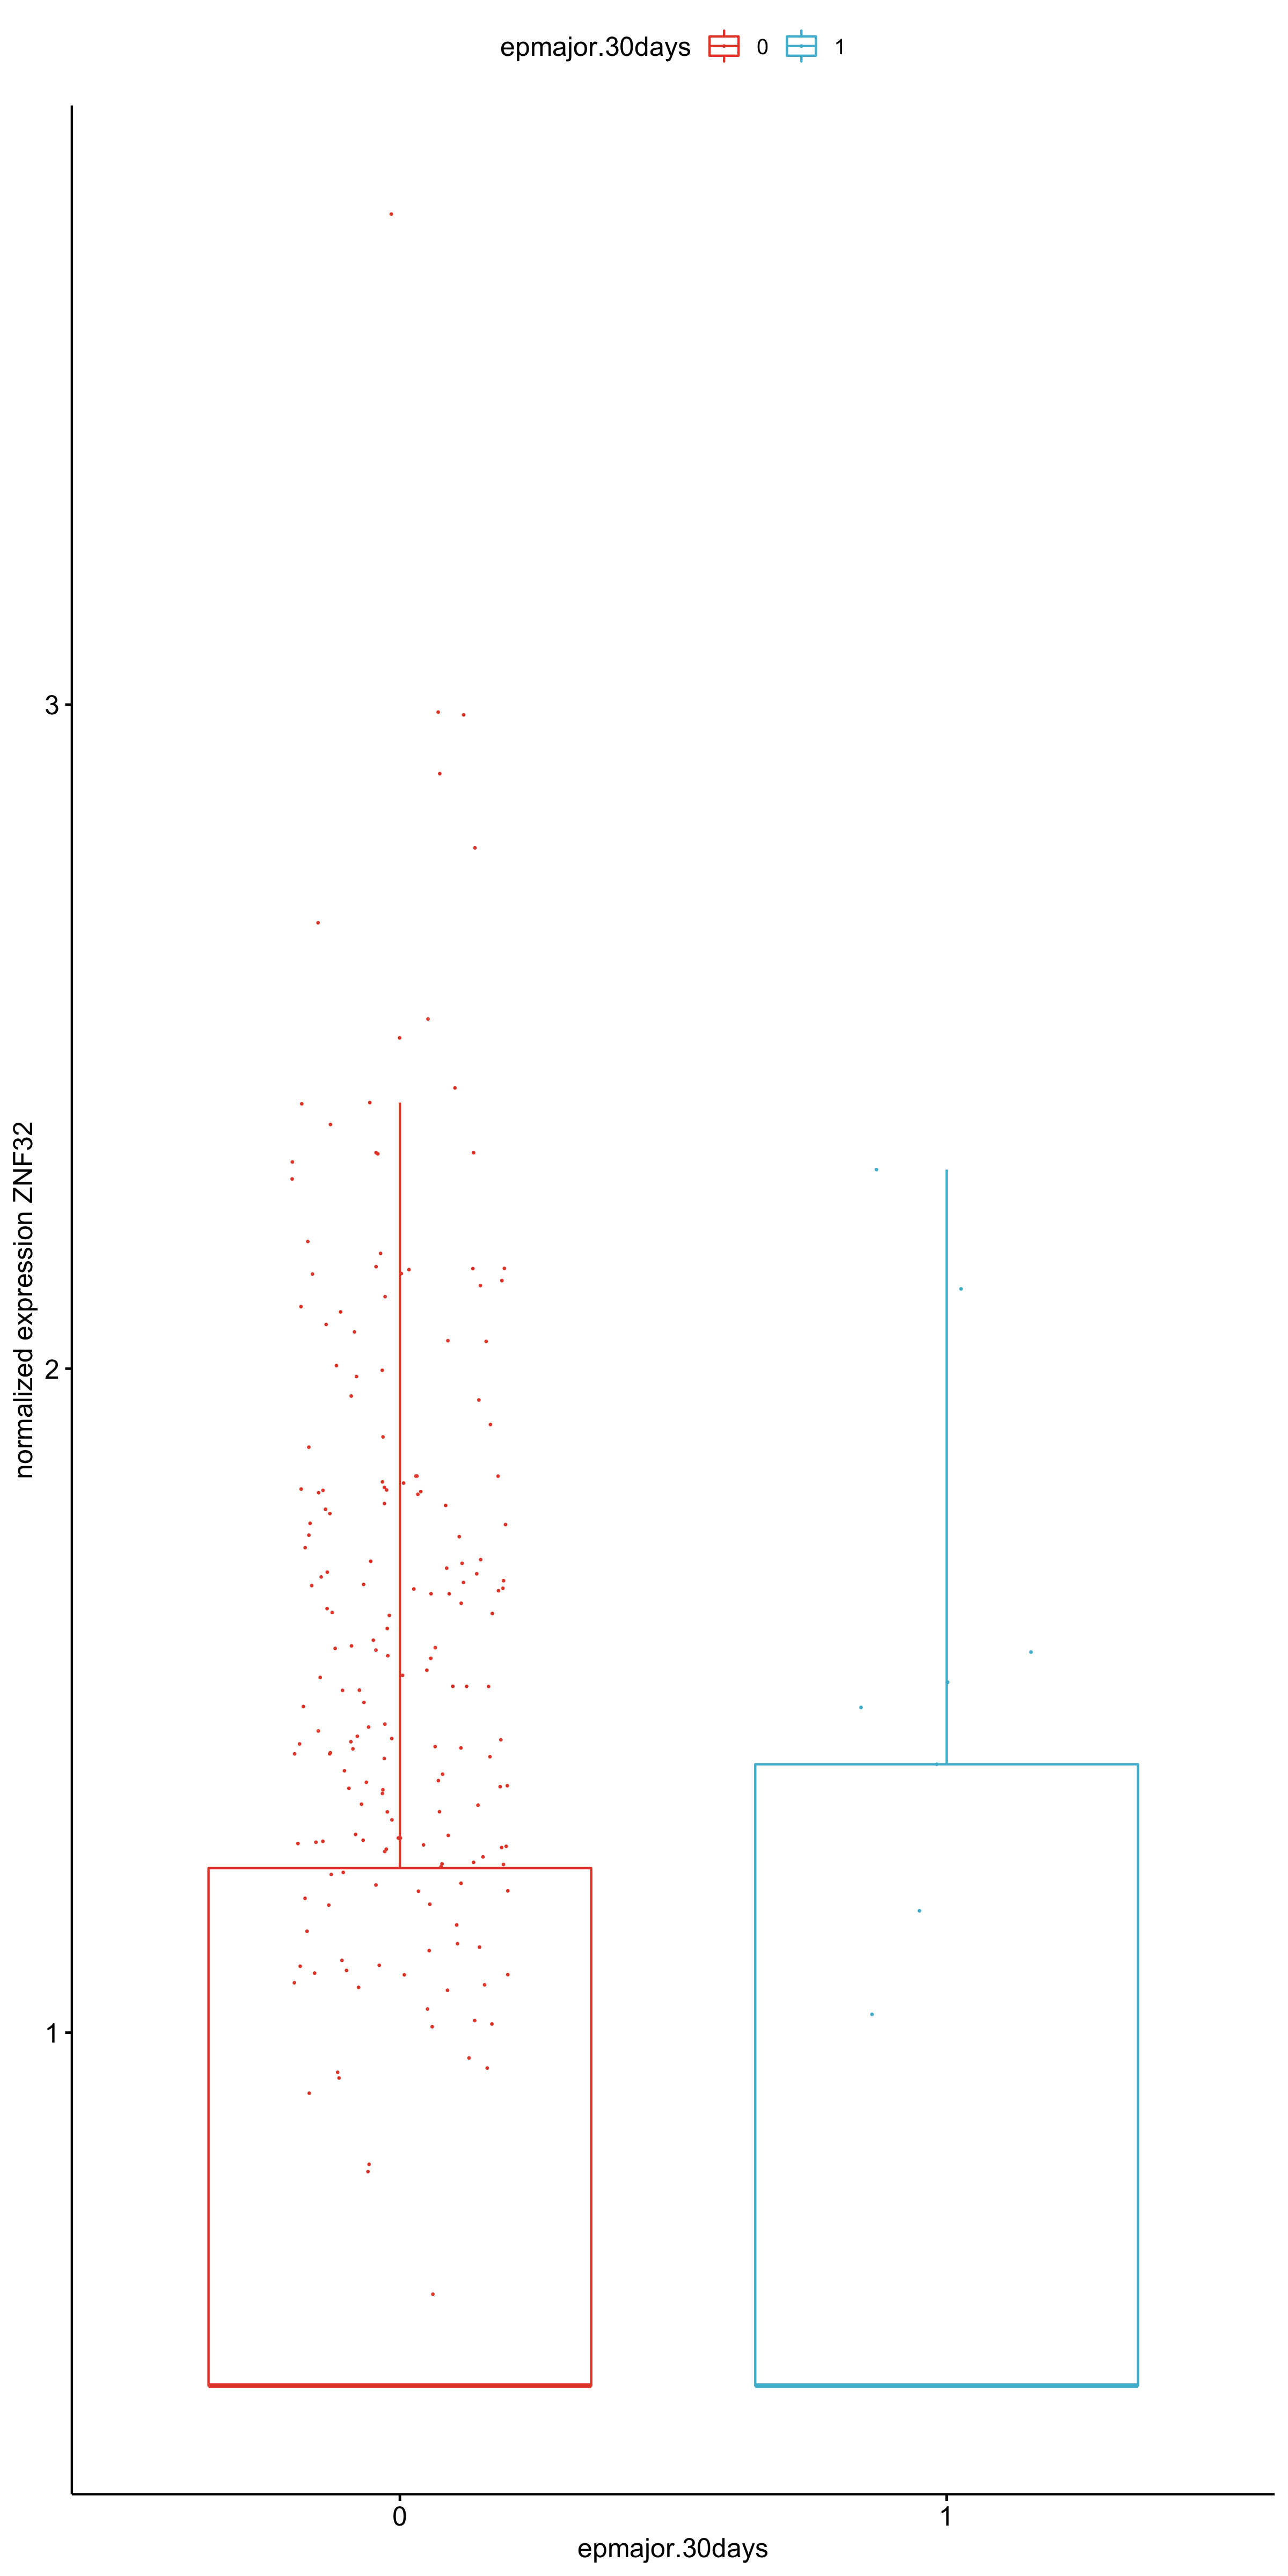 epmajor.30days 0 1
3
2
1
normalized expression ZNF32
0 1
epmajor.30days